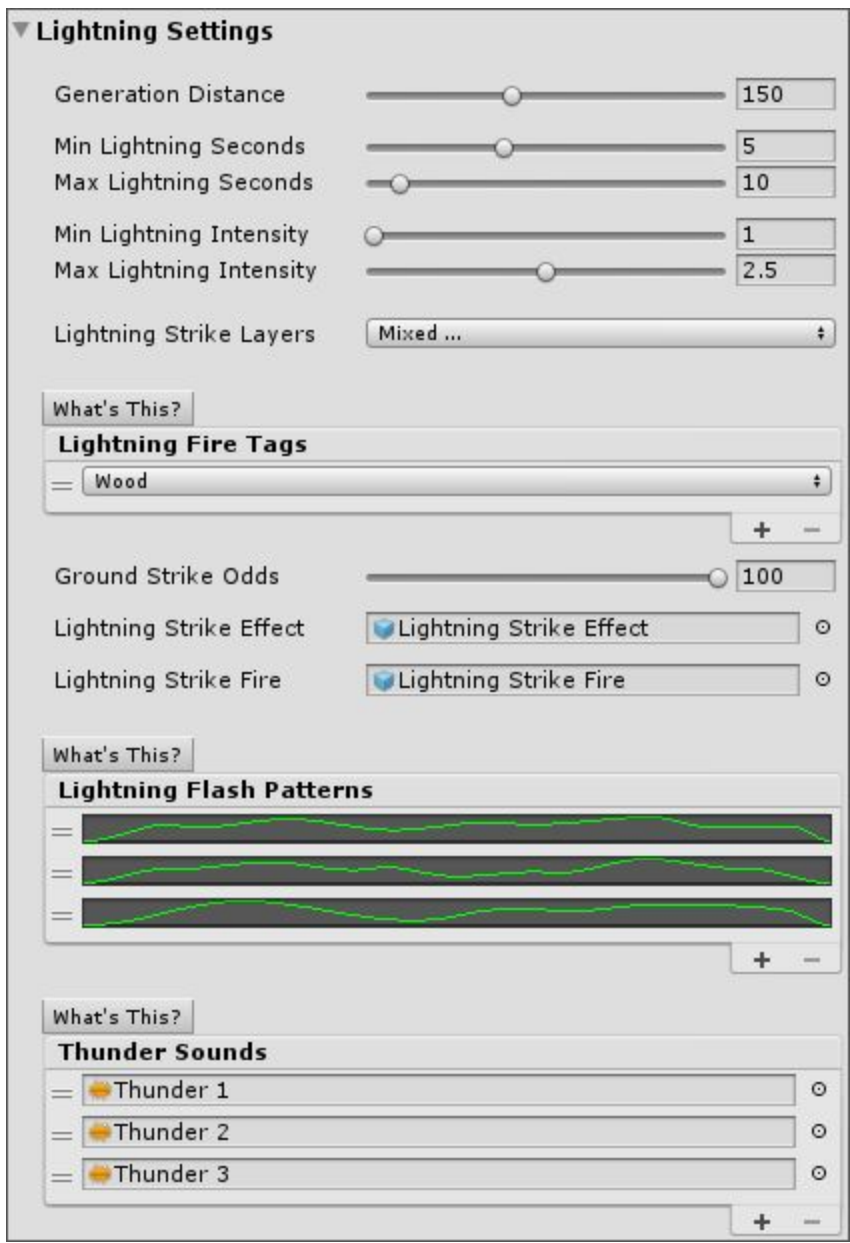 Lightning Settings
Generation Distance 150
Min Lightning Seconds 5
Max Lightning Seconds 10
Min Lightning Intensity 1
Max Lightning Intensity 2.5
Lightning Strike Layers Mixed ...
What's This?
Lightning Fire Tags
Wood
+ −
Ground Strike Odds 100
Lightning Strike Effect Lightning Strike Effect
Lightning Strike Fire Lightning Strike Fire
What's This?
Lightning Flash Patterns
+ −
What's This?
Thunder Sounds
Thunder 1
Thunder 2
Thunder 3
+ −